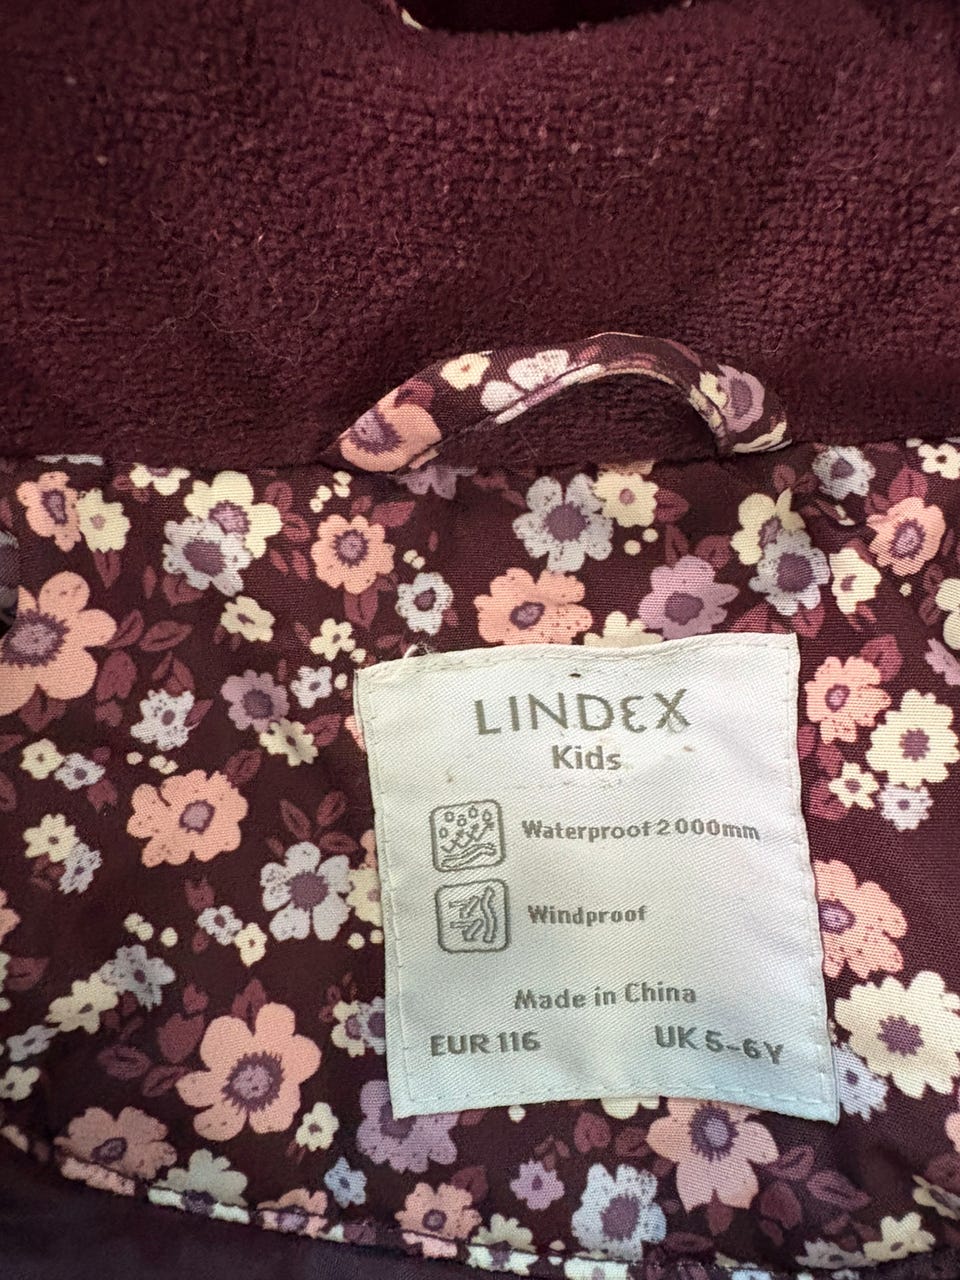 LINDEX
Kids
Waterproof 2000mm
Windproof
Made in China
EUR 116 UK 5-6Y